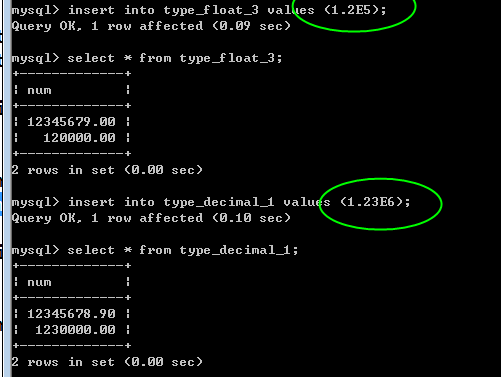 mysql> insert into type_float_3 values (1.2E5);
Query OK, 1 row affected (0.09 sec)
mysql> select * from type_float_3;
+-------------+
¦ num         ¦
+-------------+
¦ 12345679.00 ¦
¦   120000.00 ¦
+-------------+
2 rows in set (0.00 sec)
mysql> insert into type_decimal_1 values (1.23E6);
Query OK, 1 row affected (0.10 sec)
mysql> select * from type_decimal_1;
+-------------+
¦ num         ¦
+-------------+
¦ 12345678.90 ¦
¦  1230000.00 ¦
+-------------+
2 rows in set (0.00 sec)